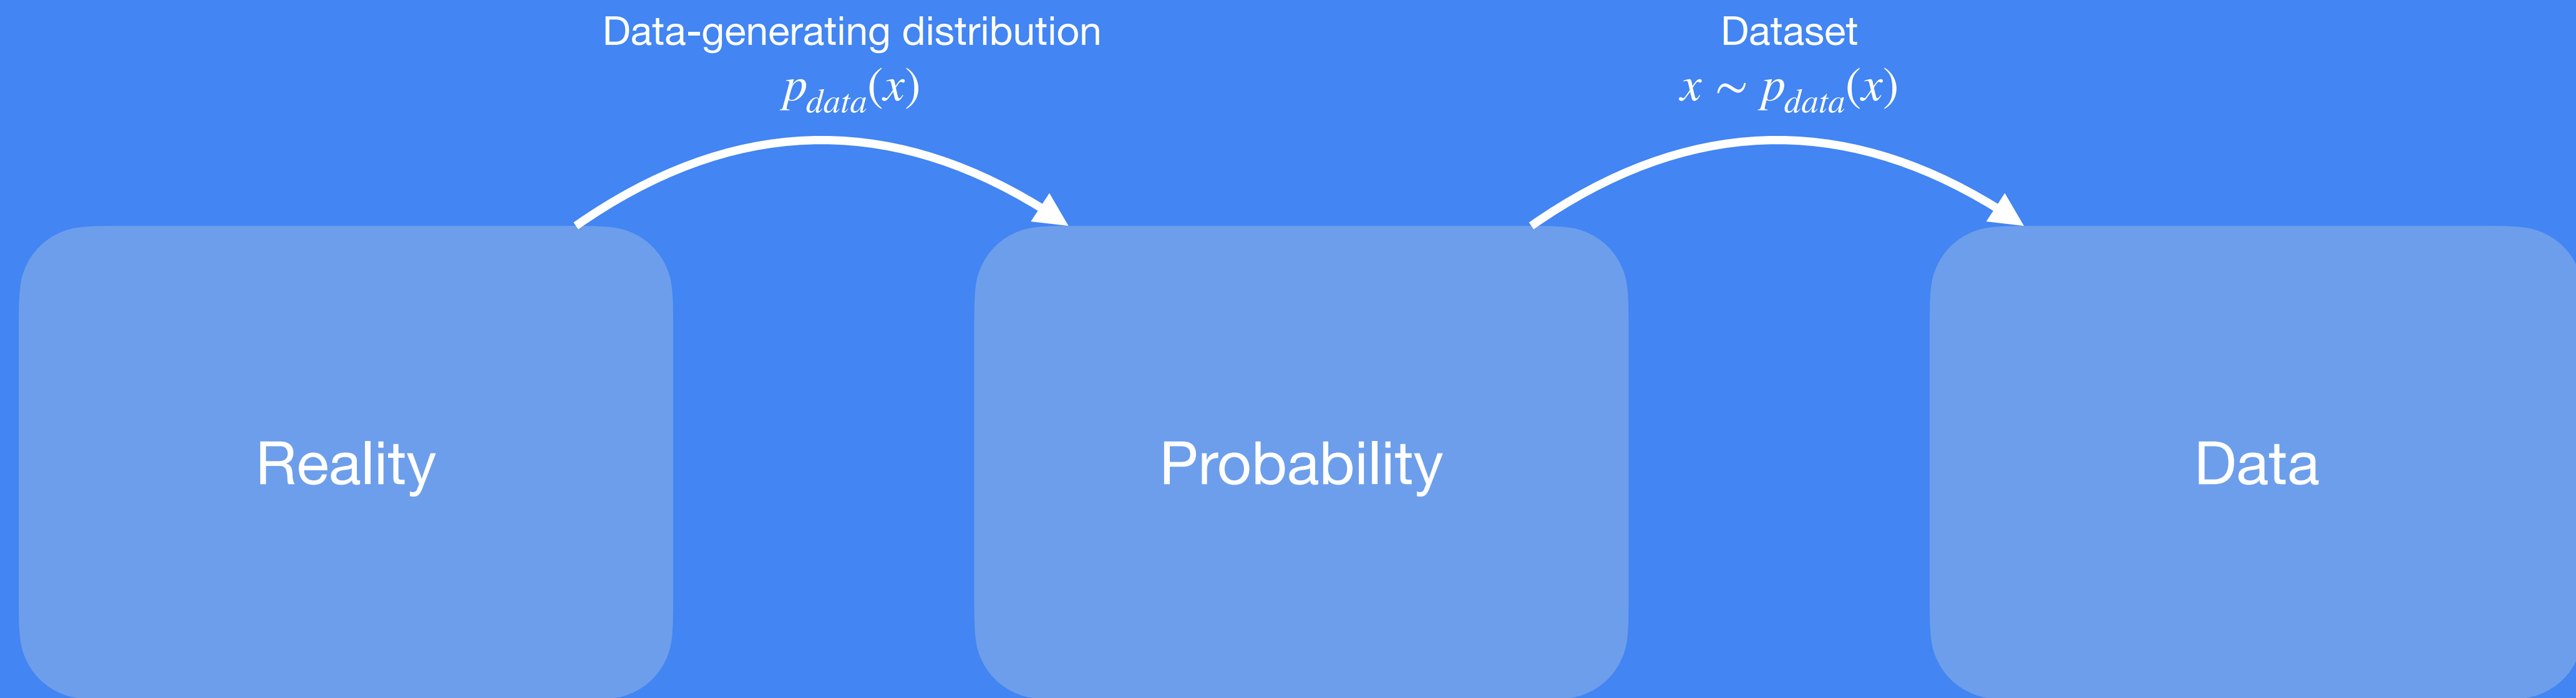 Data-generating distribution
p_data(x)
Dataset
x ~ p_data(x)
Reality
Probability
Data